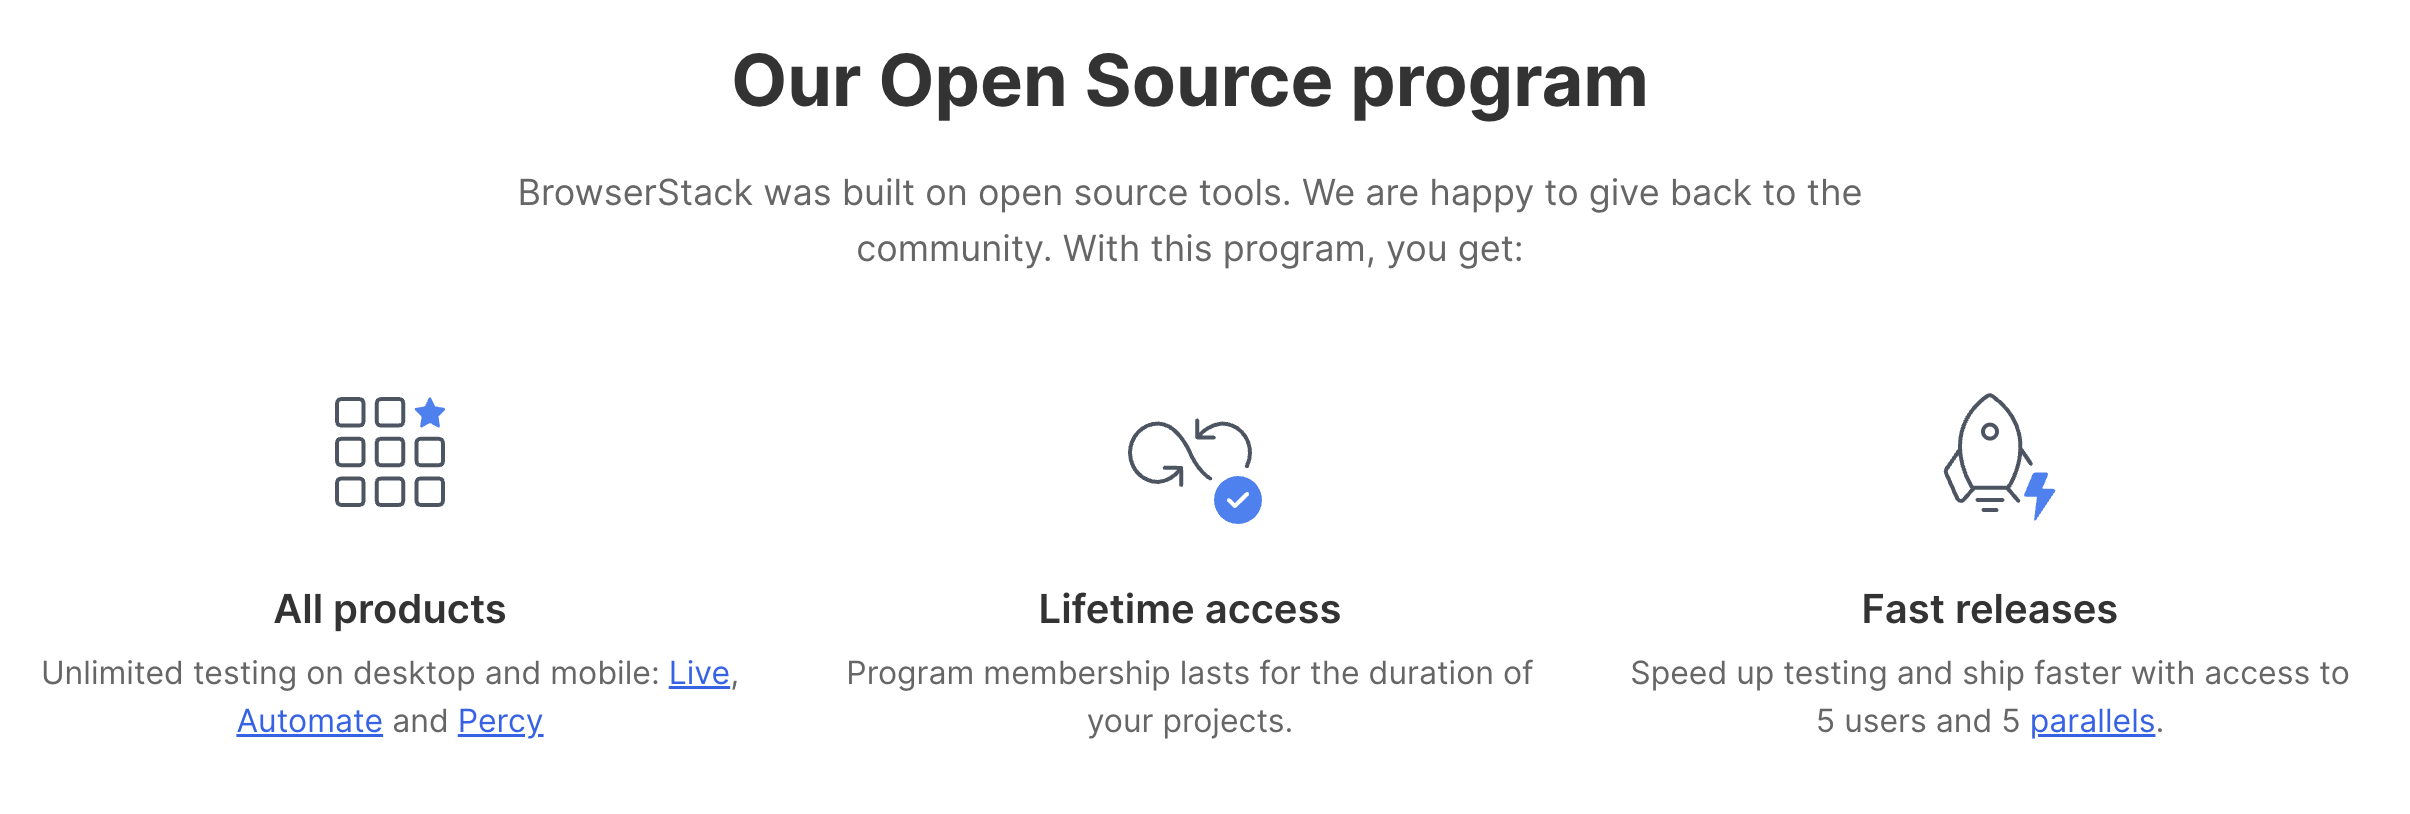 Our Open Source program
BrowserStack was built on open source tools. We are happy to give back to the
community. With this program, you get:
All products
Unlimited testing on desktop and mobile: Live,
Automate and Percy
Lifetime access
Program membership lasts for the duration of
your projects.
Fast releases
Speed up testing and ship faster with access to
5 users and 5 parallels.